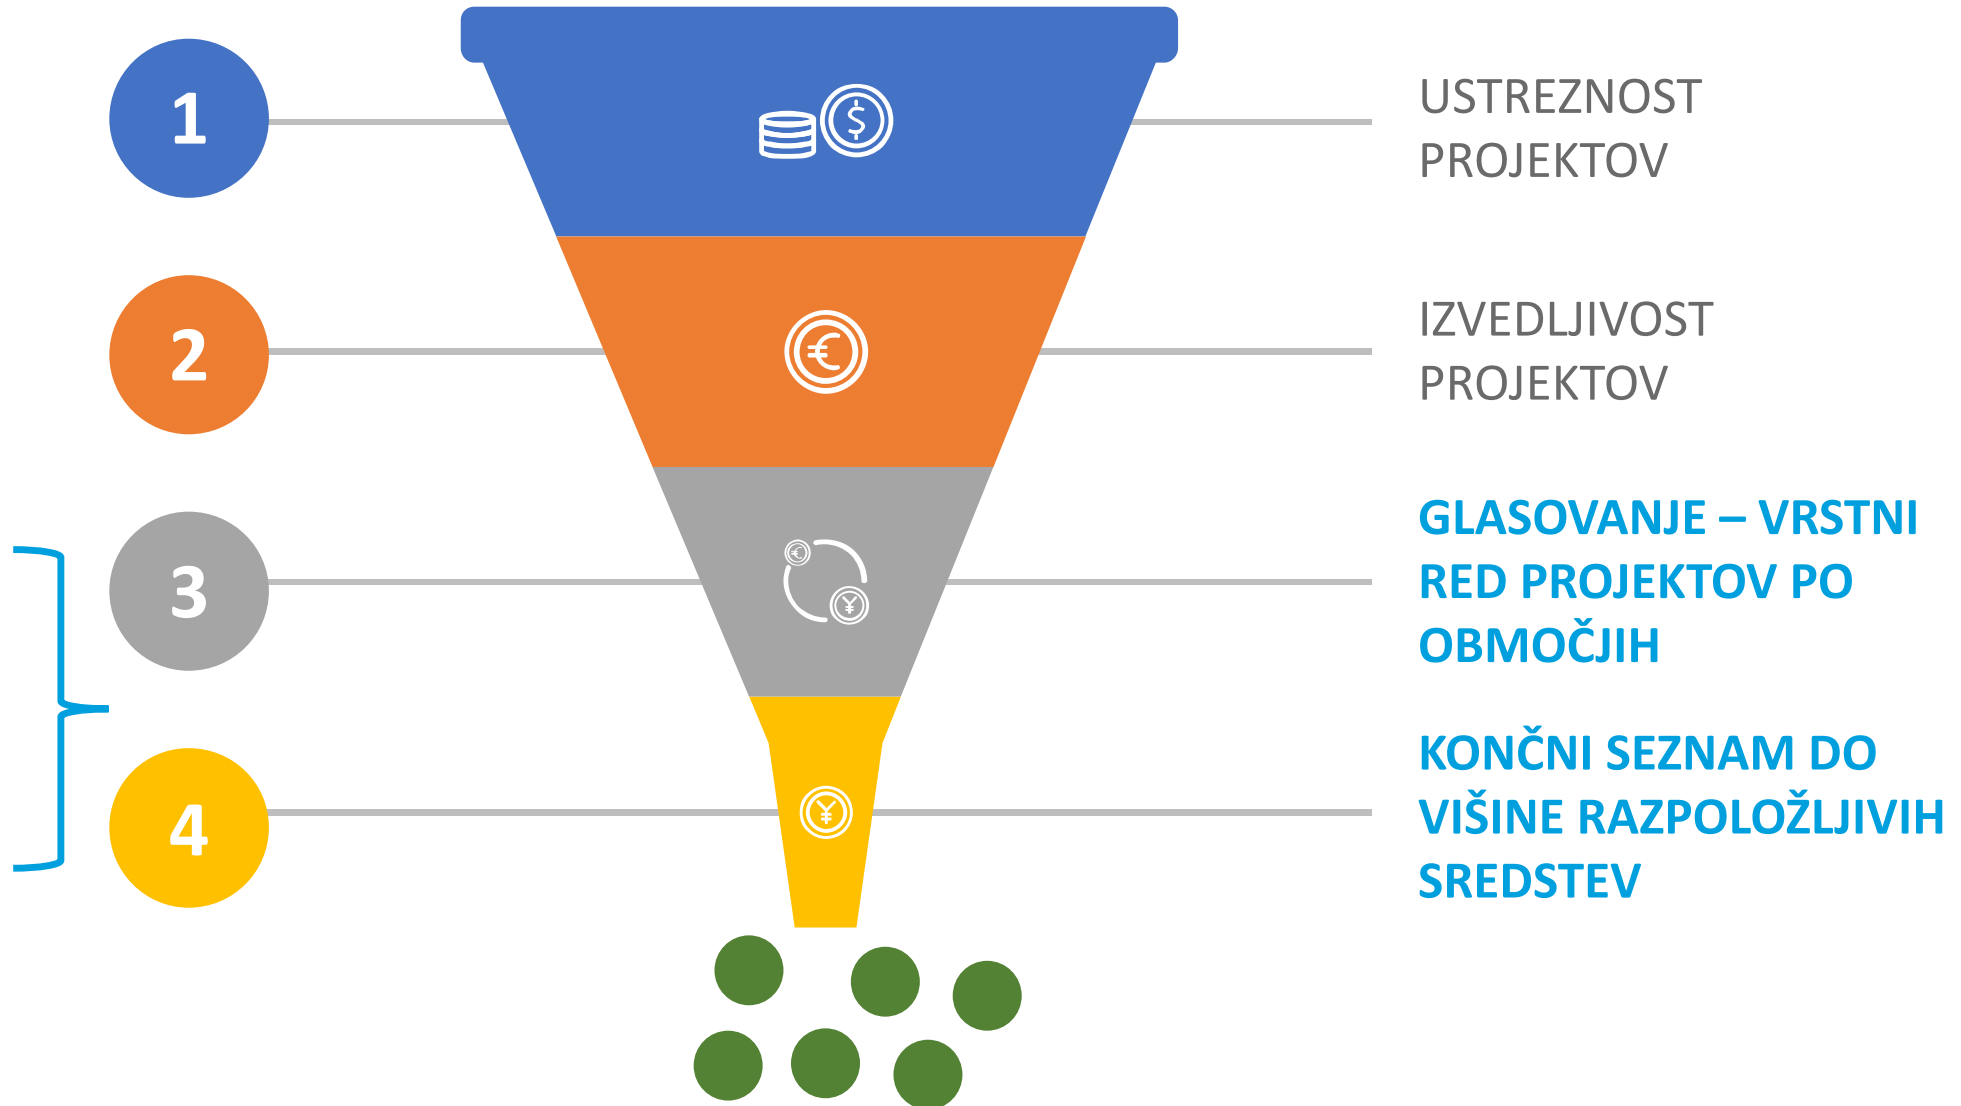 1
USTREZNOST
PROJEKTOV
2
IZVEDLJIVOST
PROJEKTOV
3
GLASOVANJE – VRSTNI
RED PROJEKTOV PO
OBMOČJIH
4
KONČNI SEZNAM DO
VIŠINE RAZPOLOŽLJIVIH
SREDSTEV